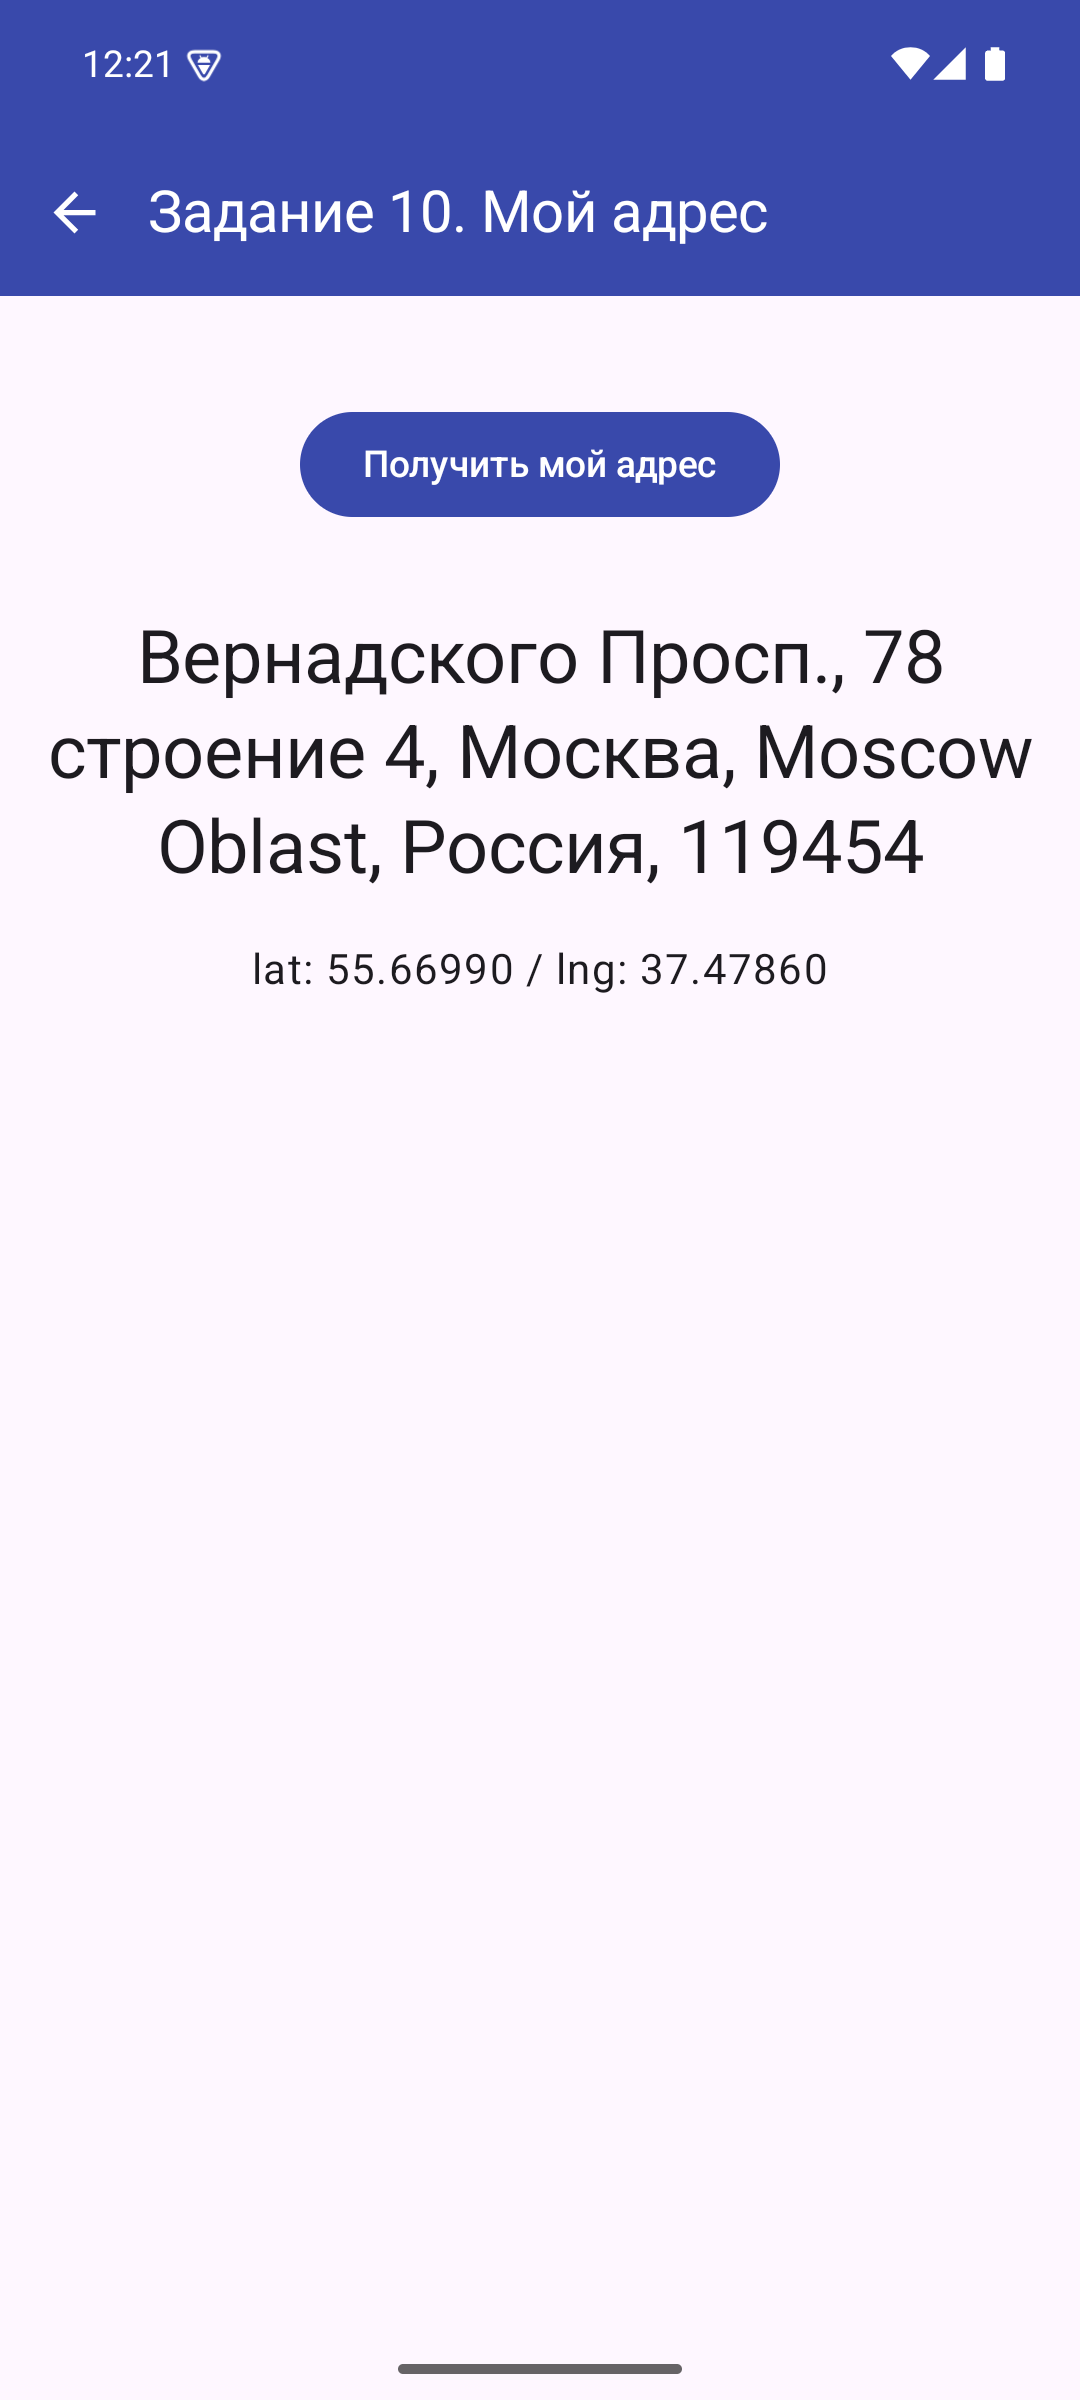 12:21
Задание 10. Мой адрес
Получить мой адрес
Вернадского Просп., 78
строение 4, Москва, Moscow
Oblast, Россия, 119454
lat: 55.66990 / lng: 37.47860